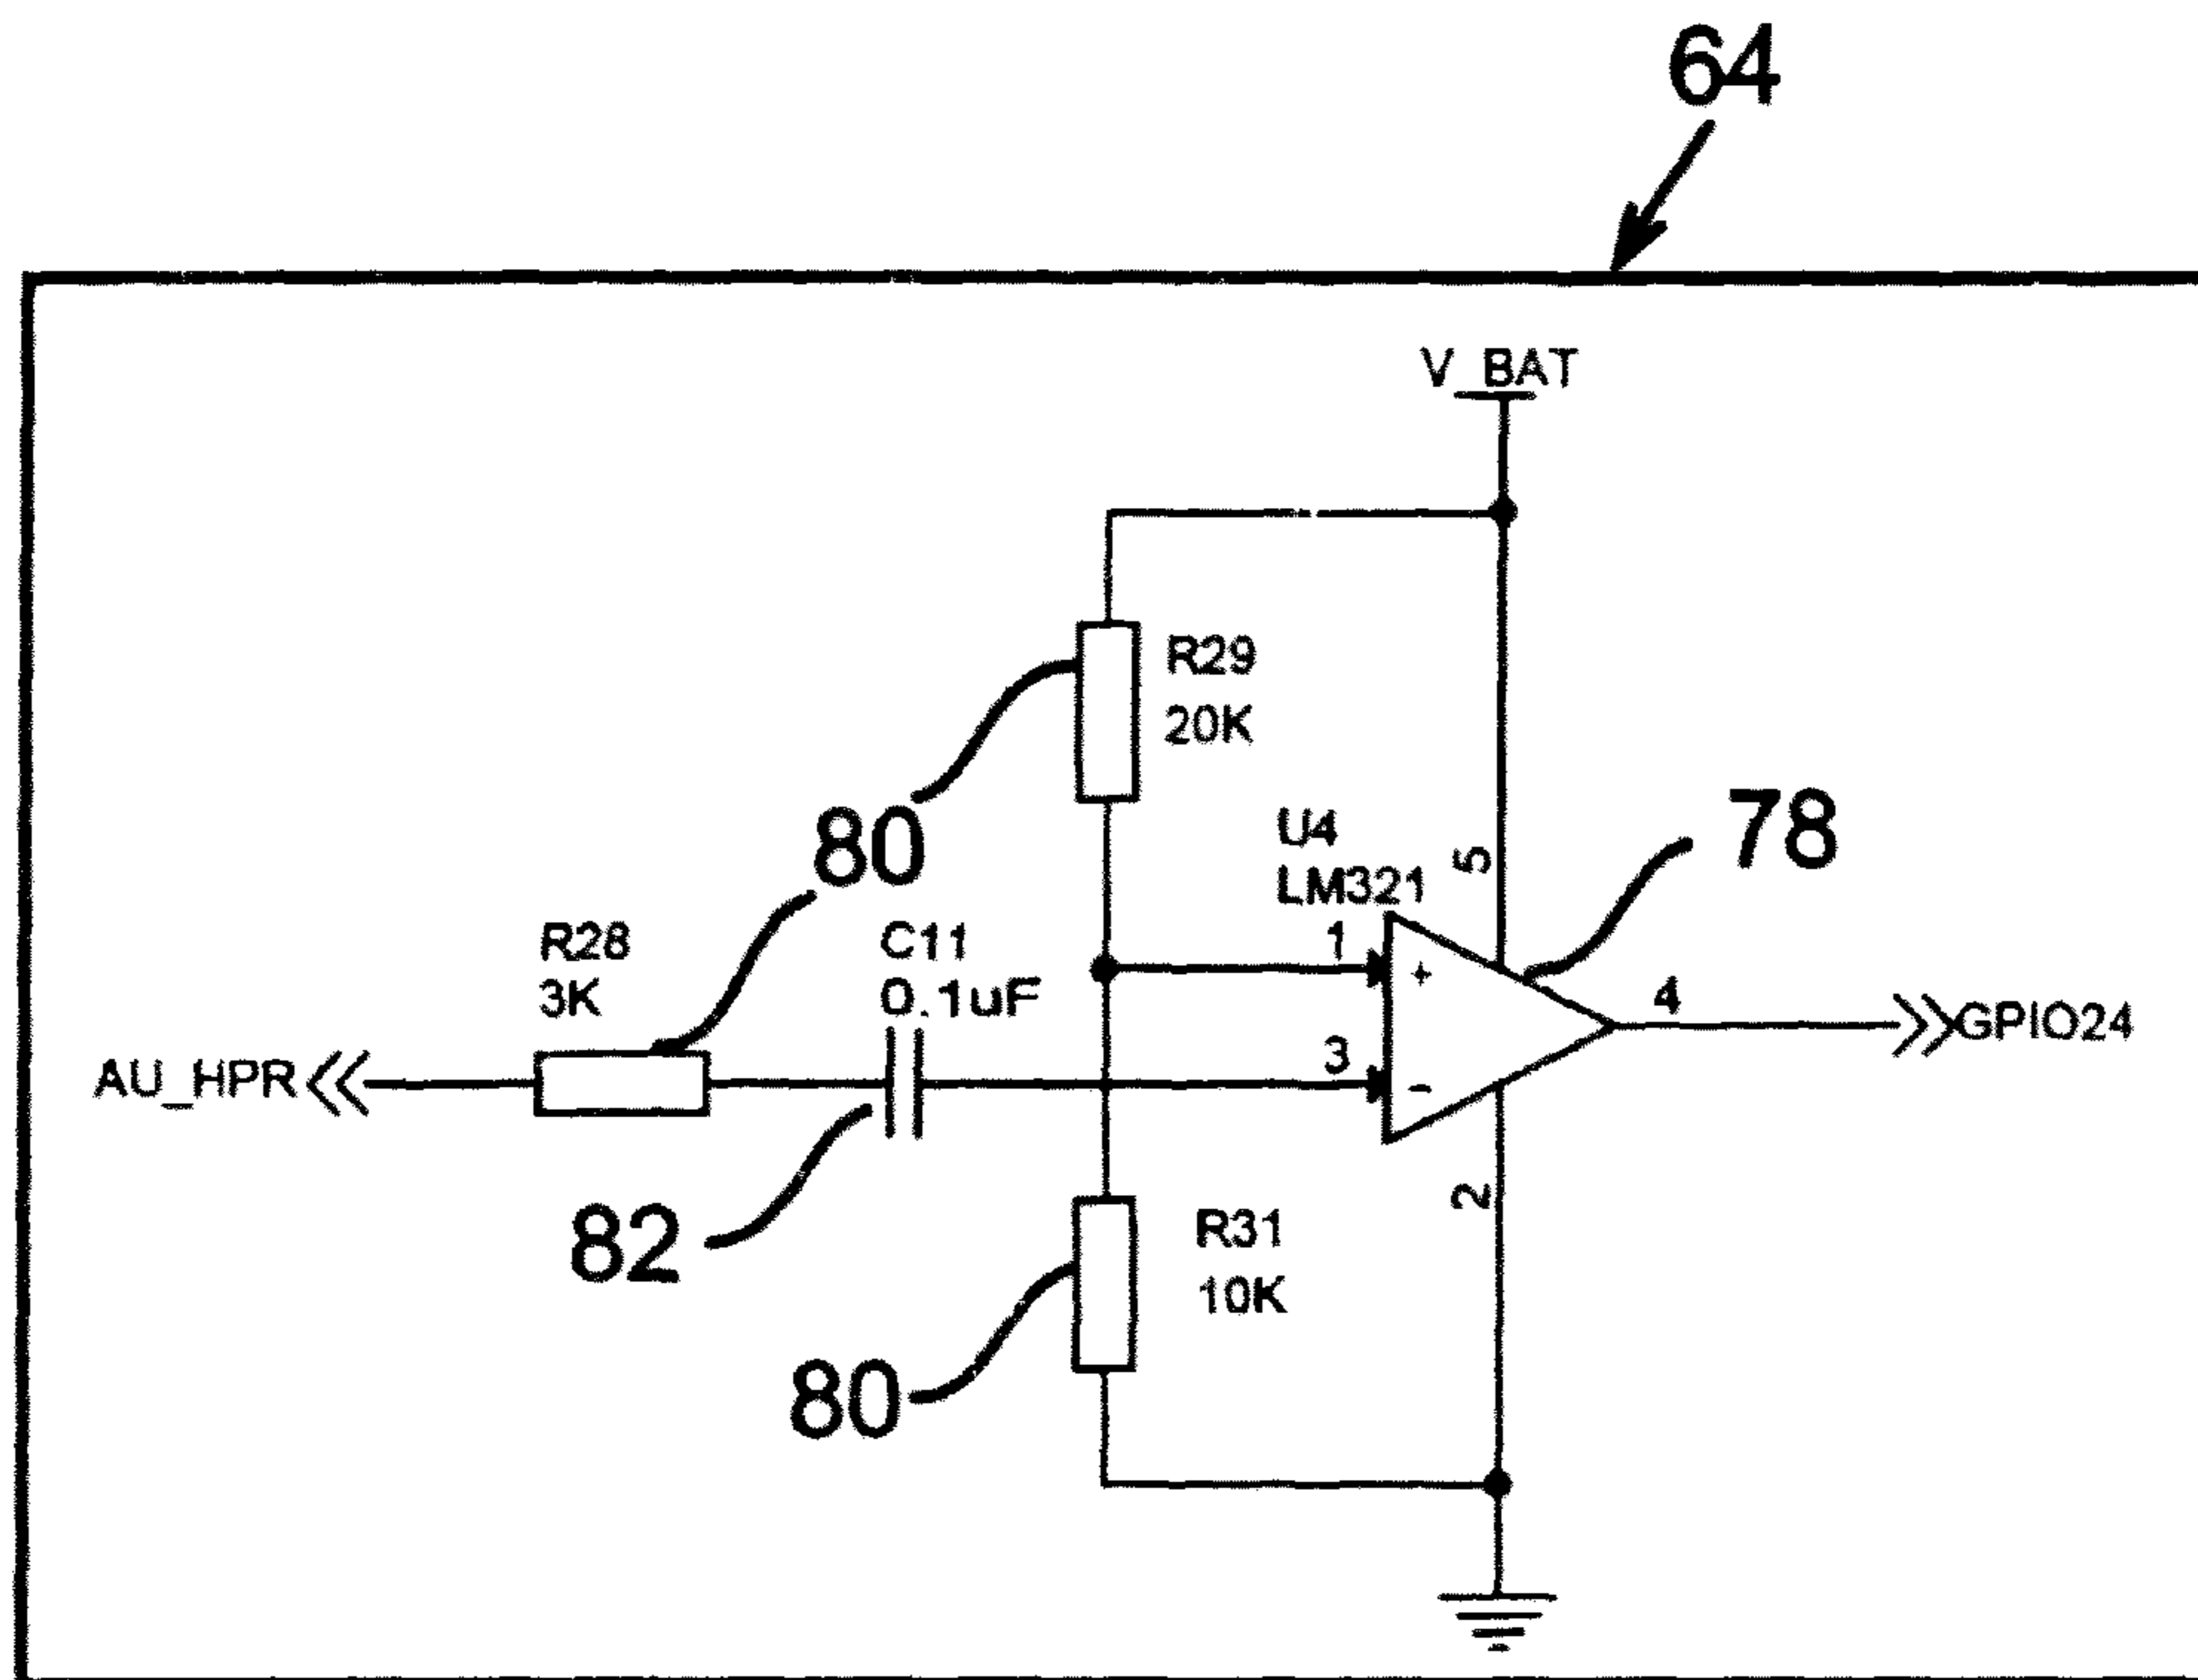 64
V_BAT
R29
20K
80
U4
LM321
5
78
R28
3K
C11
0.1uF
1
+
4
GPIO24
AU_HPR
3
-
82
2
R31
10K
80